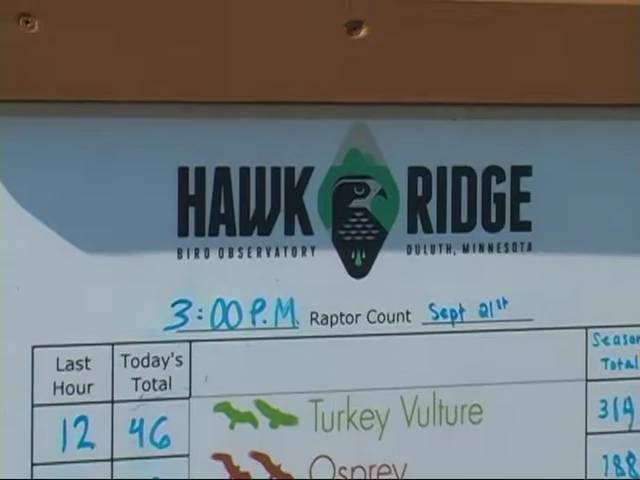 HAWK RIDGE
BIRD OBSERVATORY DULUTH, MINNESOTA
3:00 P.M. Raptor Count Sept 21st
Last Hour Today's Total Season Total
12 46 Turkey Vulture 314
Osprey 188